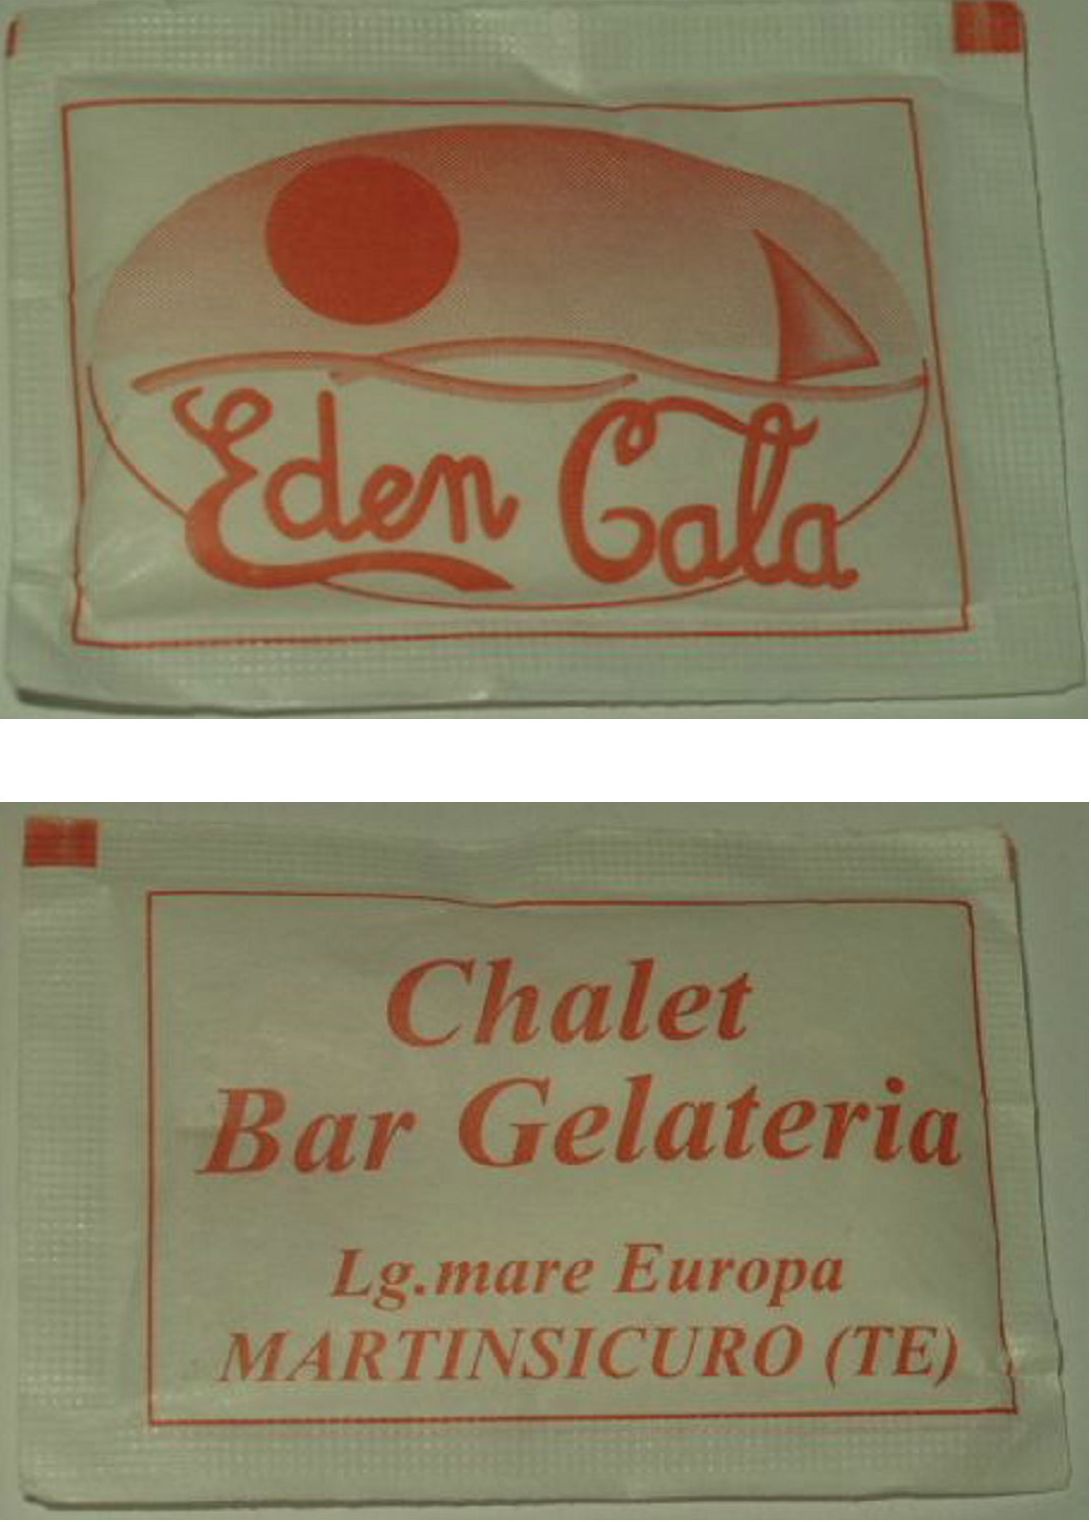 Eden Gala
Chalet
Bar Gelateria
Lg.mare Europa
MARTINSICURO (TE)